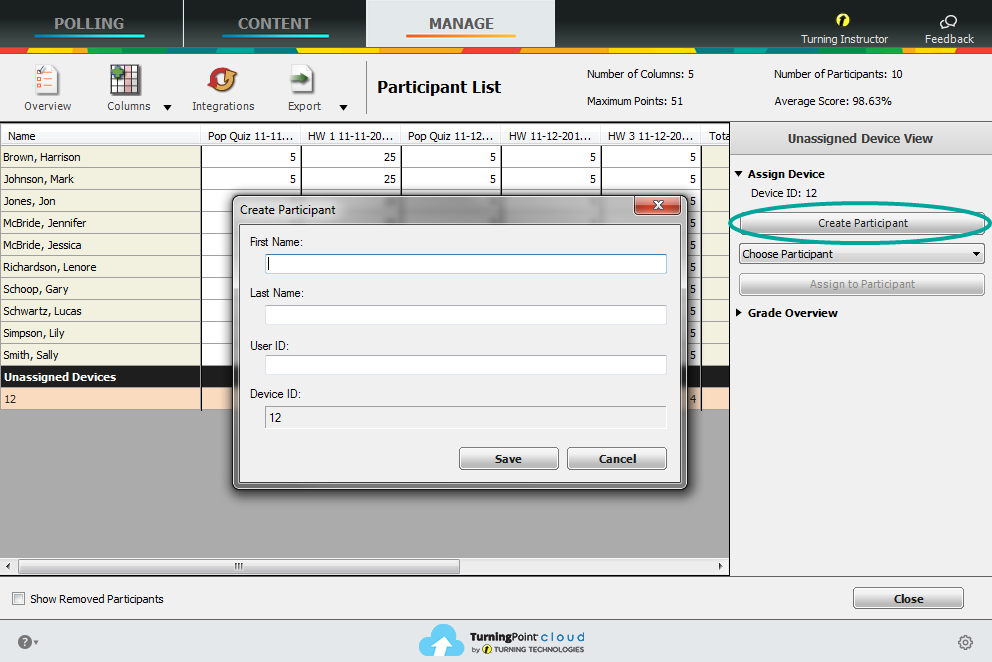 POLLING CONTENT MANAGE Turning Instructor Feedback
Overview Columns Integrations Export Participant List
Number of Columns: 5 Number of Participants: 10
Maximum Points: 51 Average Score: 98.63%
Name Pop Quiz 11-11... HW 1 11-11-20... Pop Quiz 11-12... HW 11-12-201... HW 3 11-12-20... Tota
Brown, Harrison 5 25 5 5 5
Johnson, Mark 5 25 5 5 5
Jones, Jon 5
McBride, Jennifer 5
McBride, Jessica 5
Richardson, Lenore 5
Schoop, Gary 5
Schwartz, Lucas 5
Simpson, Lily 5
Smith, Sally 5
Unassigned Devices
12 4
Create Participant
First Name:
Last Name:
User ID:
Device ID:
12
Save Cancel
Unassigned Device View
Assign Device
Device ID: 12
Create Participant
Choose Participant
Assign to Participant
Grade Overview
Show Removed Participants Close
TurningPoint cloud
by TURNING TECHNOLOGIES